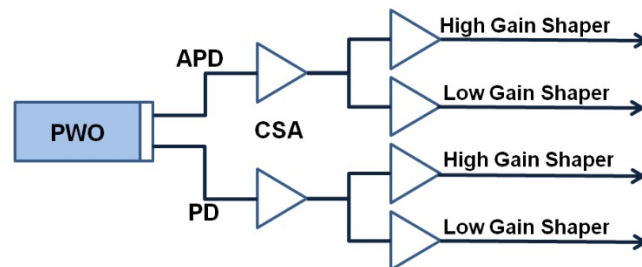 High Gain Shaper
APD
Low Gain Shaper
PWO
CSA
High Gain Shaper
PD
Low Gain Shaper